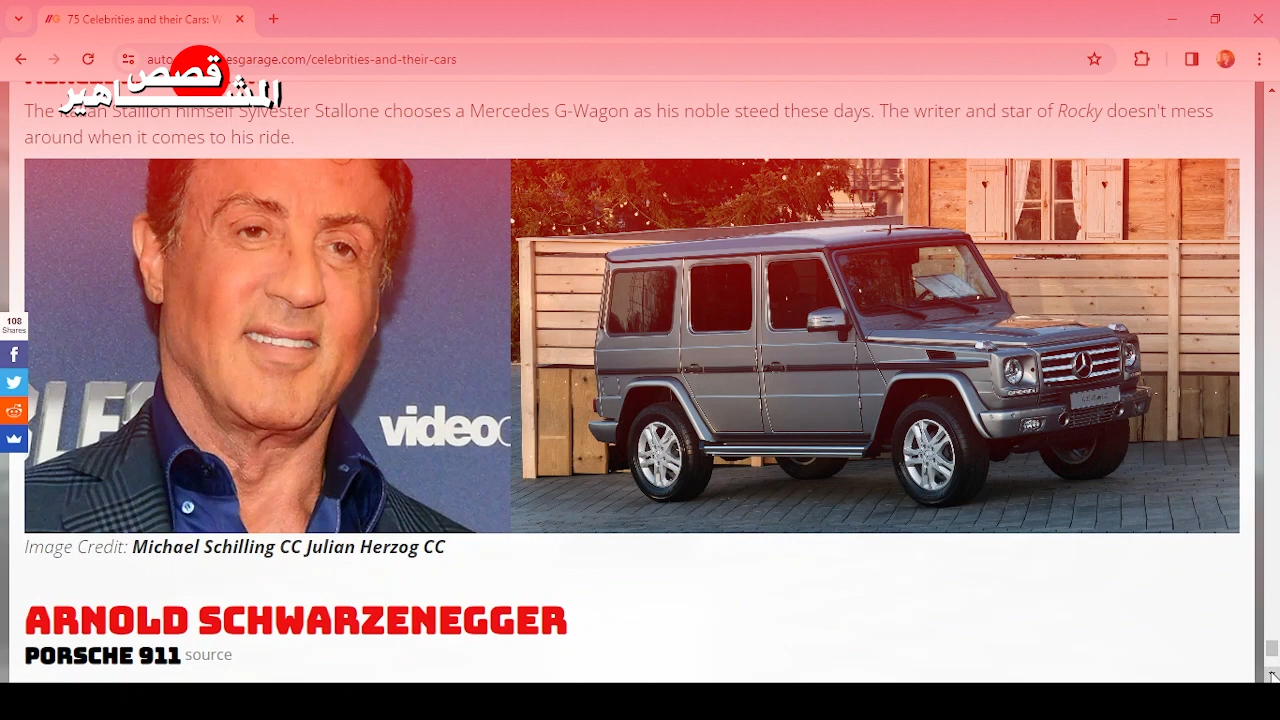 75 Celebrities and their Cars: W
esgarage.com/celebrities-and-their-cars
قصص
المشاهير
The Italian Stallion himself Sylvester Stallone chooses a Mercedes G-Wagon as his noble steed these days. The writer and star of Rocky doesn't mess
around when it comes to his ride.
108
Shares
video
Image Credit: Michael Schilling CC Julian Herzog CC
ARNOLD SCHWARZENEGGER
PORSCHE 911 source